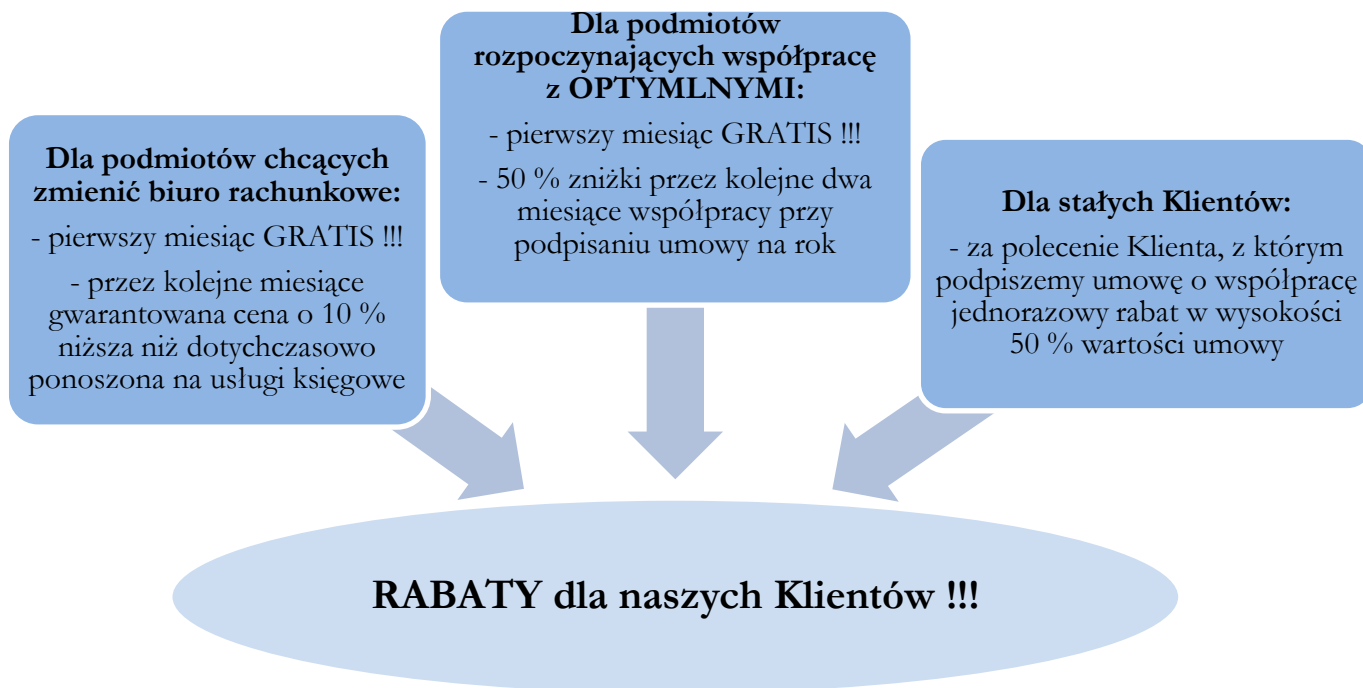 Dla podmiotów chcących
zmienić biuro rachunkowe:
- pierwszy miesiąc GRATIS !!!
- przez kolejne miesiące
gwarantowana cena o 10 %
niższa niż dotychczasowo
ponoszona na usługi księgowe
Dla podmiotów
rozpoczynających współpracę
z OPTYMLNYMI:
- pierwszy miesiąc GRATIS !!!
- 50 % zniżki przez kolejne dwa
miesiące współpracy przy
podpisaniu umowy na rok
Dla stałych Klientów:
- za polecenie Klienta, z którym
podpiszemy umowę o współpracę
jednorazowy rabat w wysokości
50 % wartości umowy
RABATY dla naszych Klientów !!!